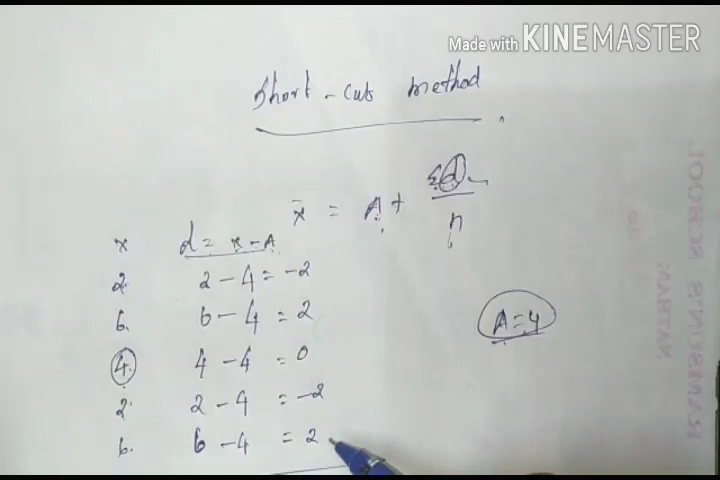 Made with KINEMASTER
Short-cut method
x̄ = A + Σd / n
x d = x - A
2 2 - 4 = -2
6 6 - 4 = 2
4 4 - 4 = 0
2 2 - 4 = -2
6 6 - 4 = 2
A = 4